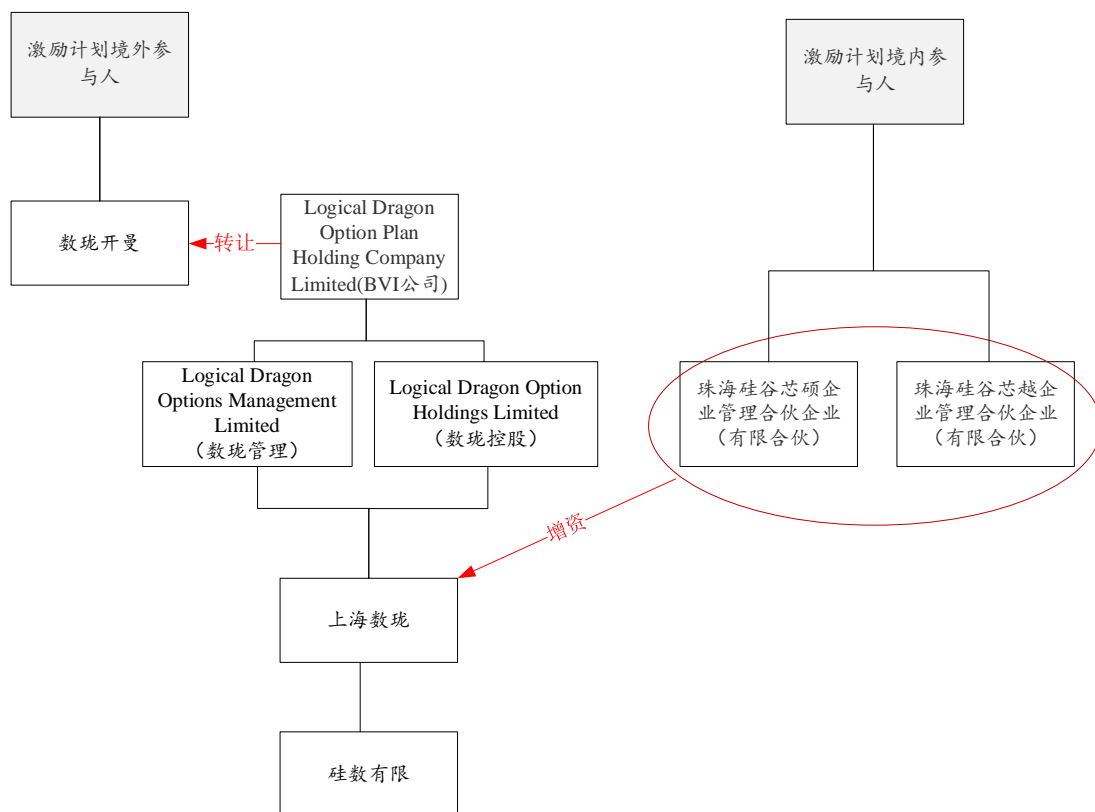 激励计划境外参
与人
激励计划境内参
与人
数珑开曼
转让
Logical Dragon
Option Plan
Holding Company
Limited(BVI公司)
Logical Dragon
Options Management
Limited
（数珑管理）
Logical Dragon Option
Holdings Limited
（数珑控股）
珠海硅谷芯硕企
业管理合伙企业
（有限合伙）
珠海硅谷芯越企
业管理合伙企业
（有限合伙）
增资
上海数珑
硅数有限